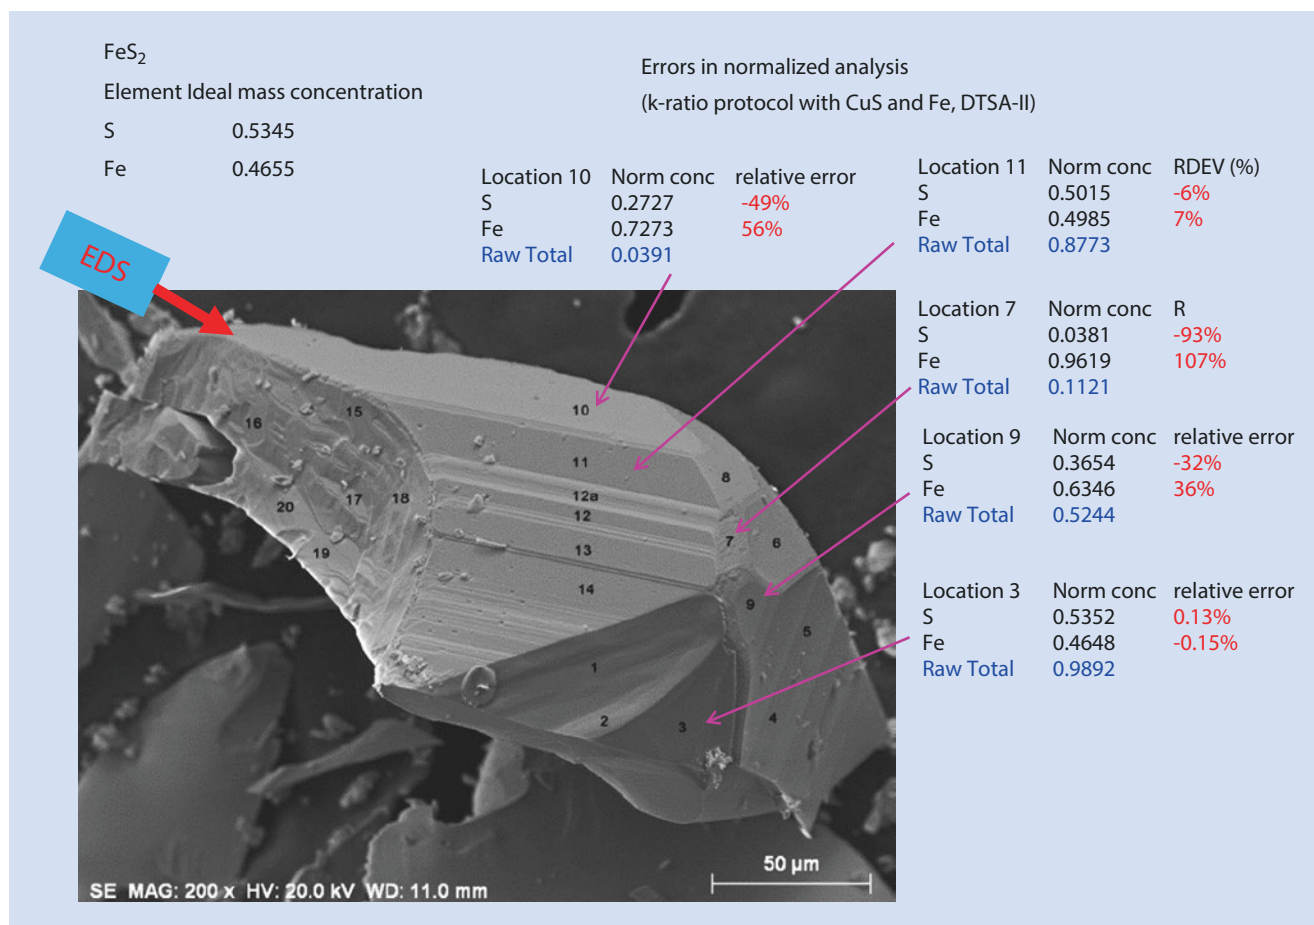 FeS2
Element Ideal mass concentration
S 0.5345
Fe 0.4655
Errors in normalized analysis
(k-ratio protocol with CuS and Fe, DTSA-II)
Location 10 Norm conc relative error
S 0.2727 -49%
Fe 0.7273 56%
Raw Total 0.0391
Location 11 Norm conc RDEV (%)
S 0.5015 -6%
Fe 0.4985 7%
Raw Total 0.8773
Location 7 Norm conc R
S 0.0381 -93%
Fe 0.9619 107%
Raw Total 0.1121
Location 9 Norm conc relative error
S 0.3654 -32%
Fe 0.6346 36%
Raw Total 0.5244
Location 3 Norm conc relative error
S 0.5352 0.13%
Fe 0.4648 -0.15%
Raw Total 0.9892
EDS
10
15
16
11
8
12a
20
17
18
12
7
6
13
19
14
9
5
1
2
3
4
50 µm
SE MAG: 200 x HV: 20.0 kV WD: 11.0 mm